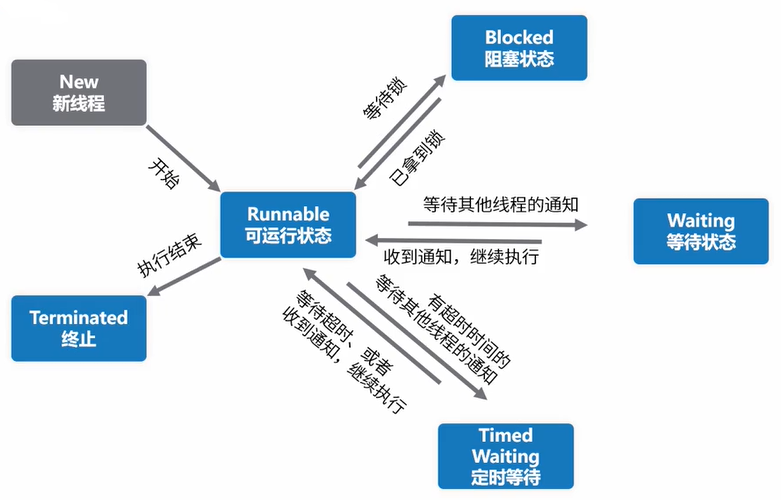 Blocked
阻塞状态
New
新线程
等待锁
已拿到锁
开始
Runnable
可运行状态
等待其他线程的通知
收到通知，继续执行
Waiting
等待状态
执行结束
Terminated
终止
有超时时间的
等待其他线程的通知
等待超时、或者
收到通知，继续执行
Timed
Waiting
定时等待